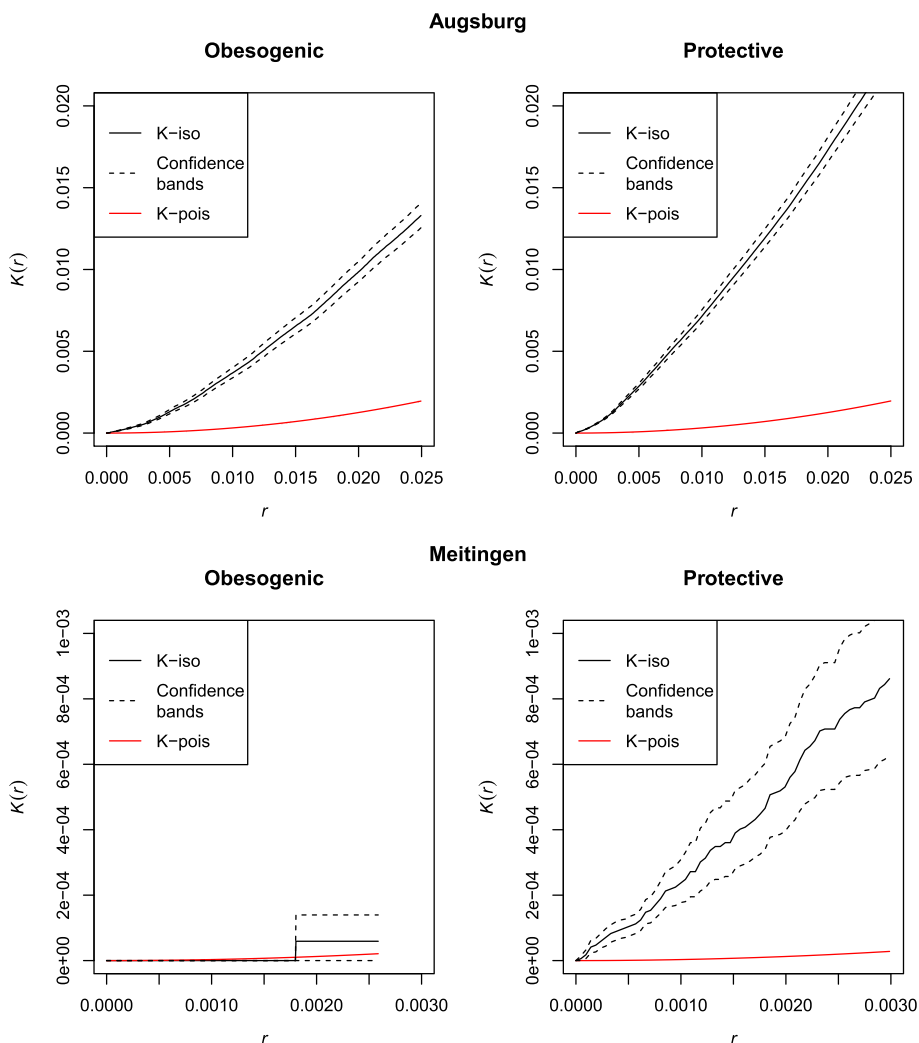 Augsburg
Obesogenic
Protective
K(r)
0.000 0.005 0.010 0.015 0.020
K−iso
Confidence
bands
K−pois
0.000 0.005 0.010 0.015 0.020 0.025
r
K(r)
0.000 0.005 0.010 0.015 0.020
K−iso
Confidence
bands
K−pois
0.000 0.005 0.010 0.015 0.020 0.025
r
Meitingen
Obesogenic
Protective
K(r)
0e+00 2e−04 4e−04 6e−04 8e−04 1e−03
K−iso
Confidence
bands
K−pois
0.0000 0.0010 0.0020 0.0030
r
K(r)
0e+00 2e−04 4e−04 6e−04 8e−04 1e−03
K−iso
Confidence
bands
K−pois
0.0000 0.0010 0.0020 0.0030
r